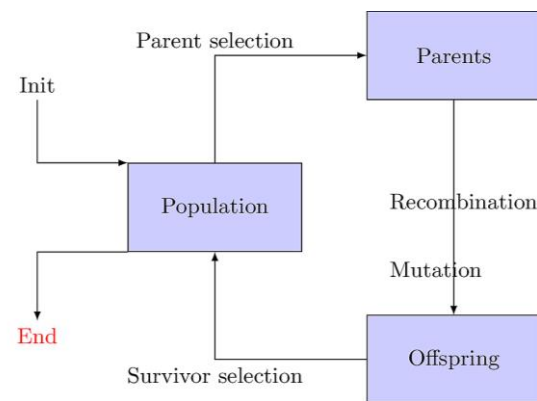 Parent selection
Parents
Init
Population
Recombination
Mutation
End
Survivor selection
Offspring